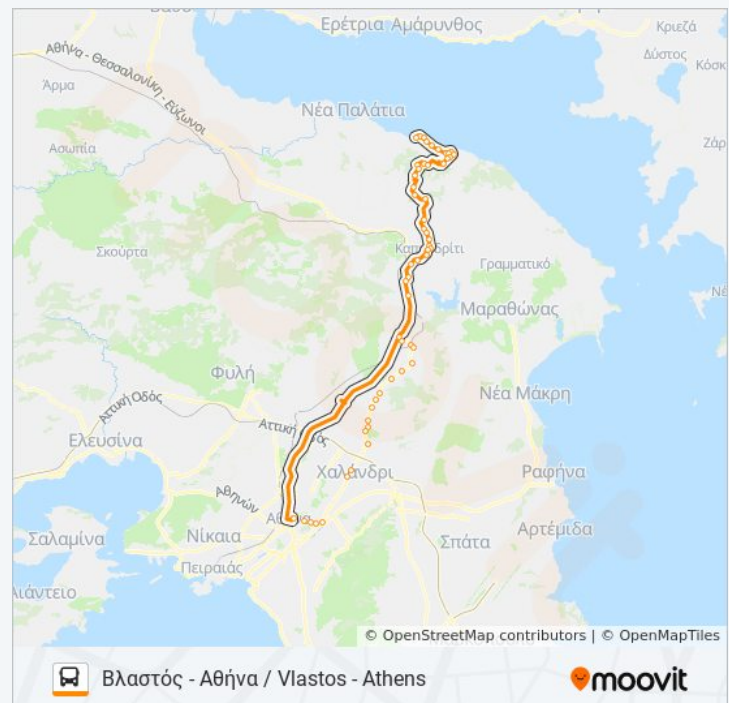 Ερέτρια Αμάρυνθος
Κριεζά
Δύστος
Κόσκ
Αθήνα - Θεσσαλονίκη - Εύζωνοι
Άρμα
Νέα Παλάτια
Ασωπία
Ζάρ
Σκούρτα
Γραμματικό
Νέ
Μαραθώνας
Φυλή
Αττική Οδός
Νέα Μάκρη
Ελευσίνα
Χαλάνδρι
Ραφήνα
Αθηνών
Νίκαια
Αρτέμιδα
Σαλαμίνα
Σπάτα
Πειραιάς
λιάντειο
© OpenStreetMap contributors | © OpenMapTiles
Βλαστός - Αθήνα / Vlastos - Athens
moovit